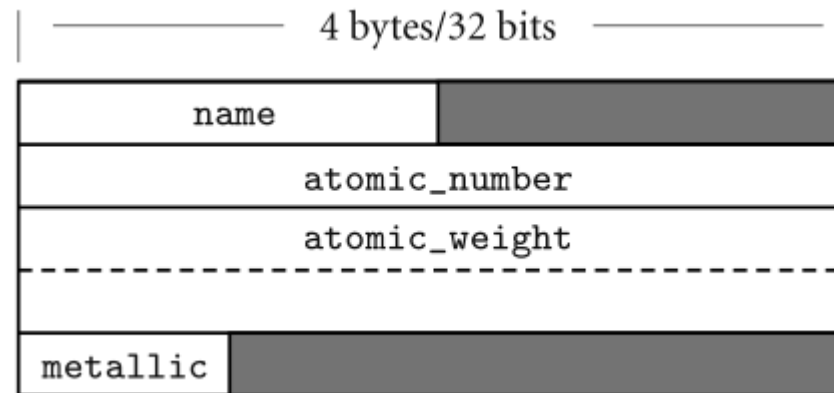 4 bytes/32 bits
name
atomic_number
atomic_weight
metallic